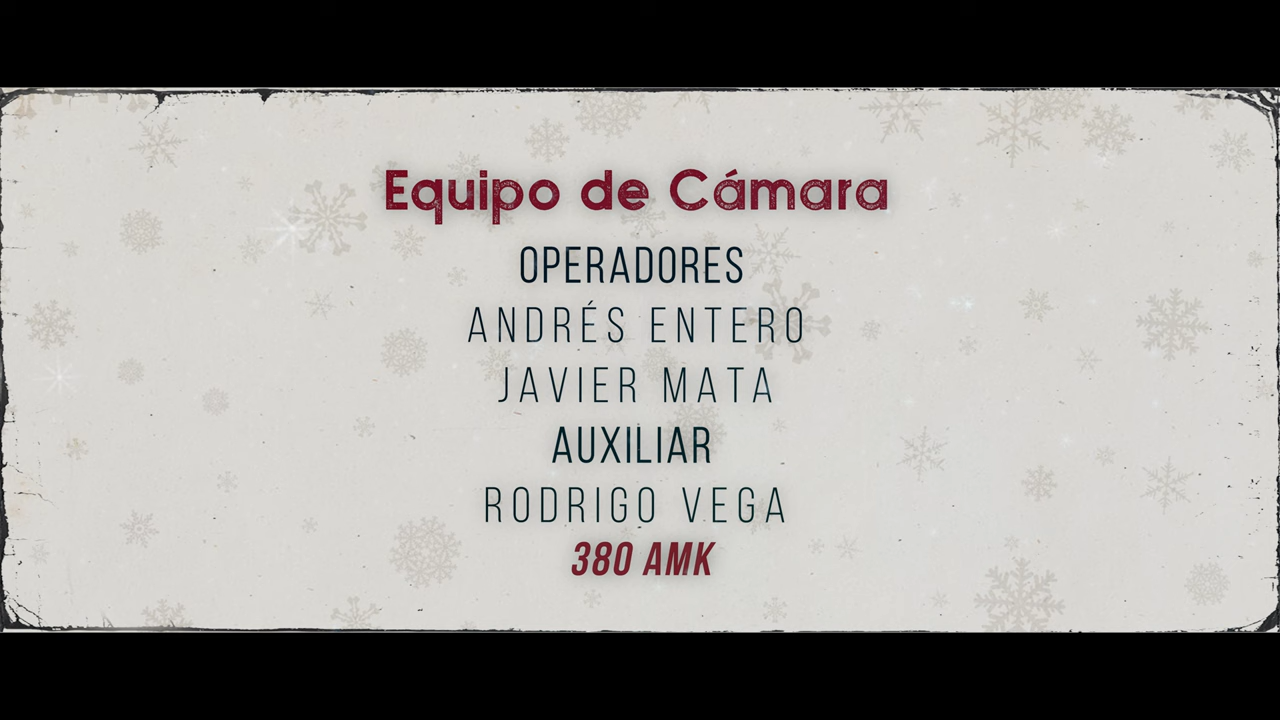 Equipo de Cámara
OPERADORES
ANDRÉS ENTERO
JAVIER MATA
AUXILIAR
RODRIGO VEGA
380 AMK